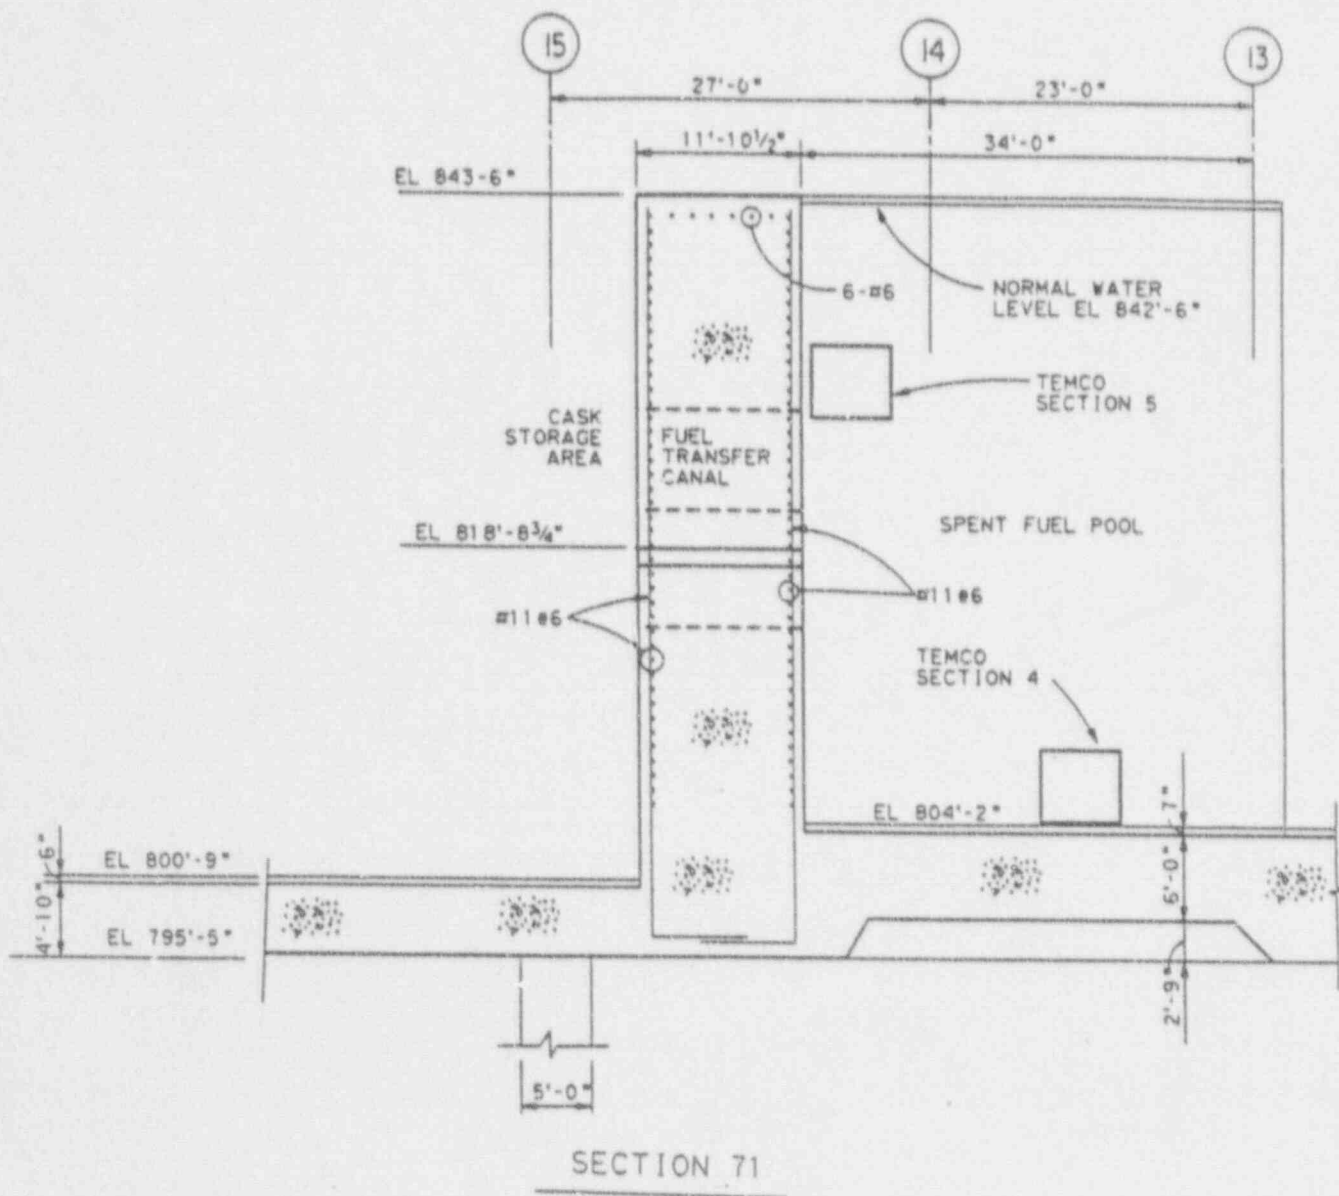 15
14
13
27'-0"
23'-0"
11'-10½"
34'-0"
EL 843-6"
6-#6
NORMAL WATER
LEVEL EL 842'-6"
TEMCO
SECTION 5
CASK
STORAGE
AREA
FUEL
TRANSFER
CANAL
SPENT FUEL POOL
EL 818'-8¾"
#11@6
#11@6
TEMCO
SECTION 4
EL 804'-2"
7"
6'-0"
2'-9"
6"
EL 800'-9"
4'-10"
EL 795'-5"
5'-0"
SECTION 71